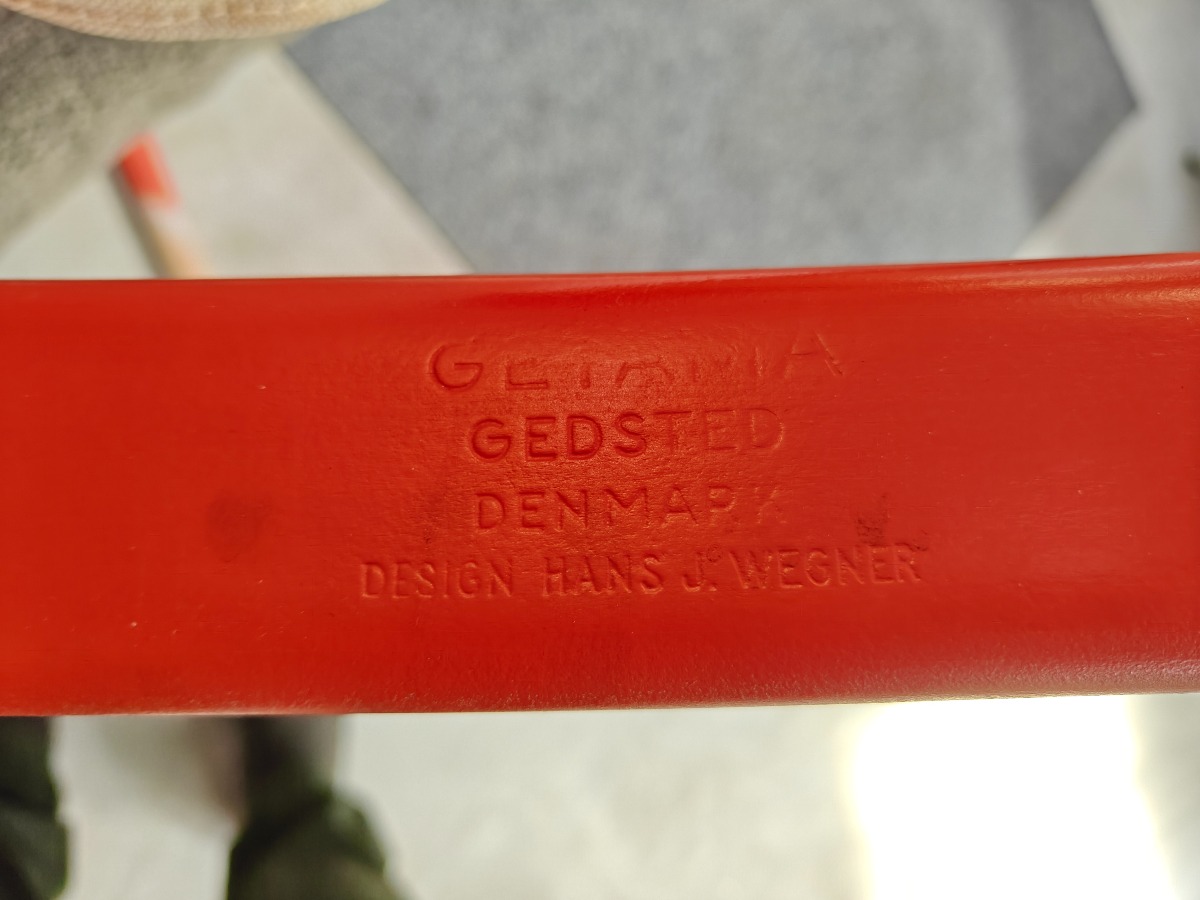 GETAMA
GEDSTED
DENMARK
DESIGN HANS J. WEGNER